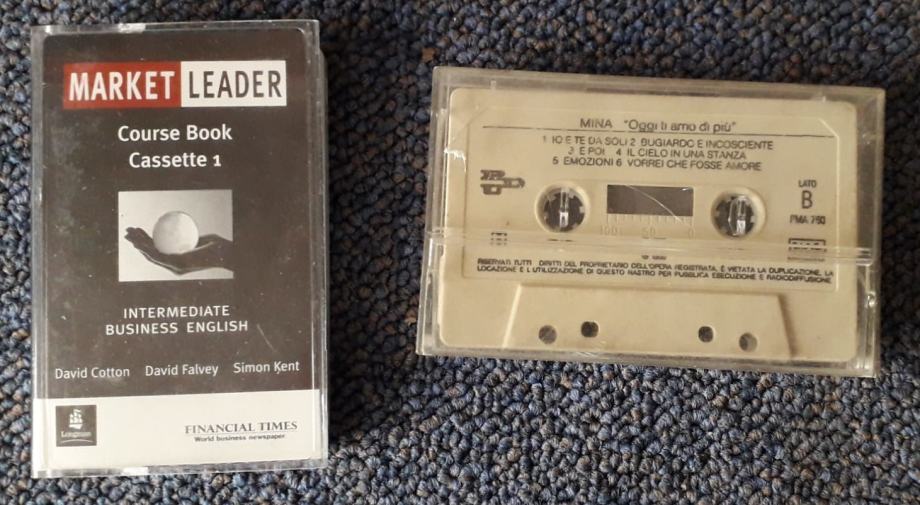 MARKET LEADER
Course Book
Cassette 1
INTERMEDIATE
BUSINESS ENGLISH
David Cotton David Falvey Simon Kent
Longman
FINANCIAL TIMES
World business newspaper
MINA "Oggi ti amo di più"
1 IO E TE DA SOLI 2 BUGIARDO E INCOSCIENTE
3 E POI 4 IL CIELO IN UNA STANZA
5 EMOZIONI 6 VORREI CHE FOSSE AMORE
LATO
B
PMA 760
100 50 0
RISERVATI TUTTI DIRITTI DEL PROPRIETARIO DELL'OPERA REGISTRATA, È VIETATA LA DUPLICAZIONE, LA
LOCAZIONE E L UTILIZZAZIONE DI QUESTO NASTRO PER PUBBLICA ESECUZIONE E RADIODIFFUSIONE